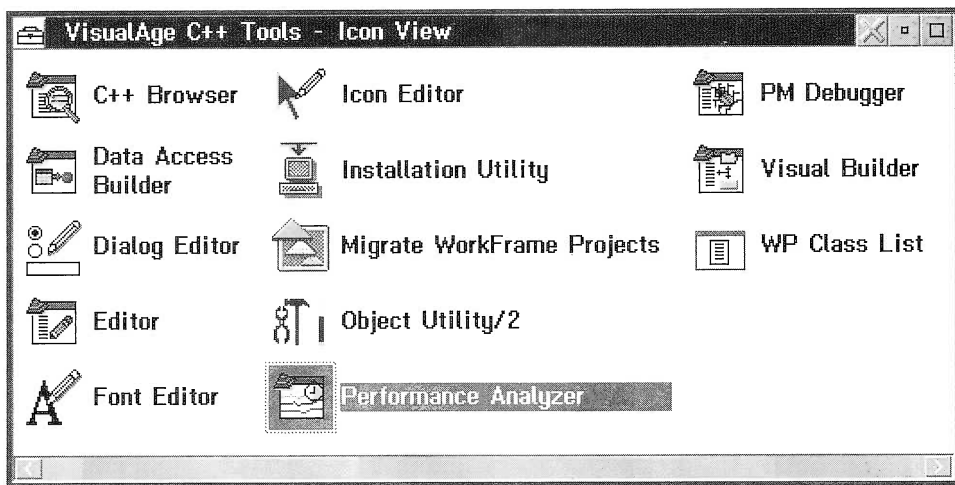 VisualAge C++ Tools - Icon View
C++ Browser
Data Access
Builder
Dialog Editor
Editor
Font Editor
Icon Editor
Installation Utility
Migrate WorkFrame Projects
Object Utility/2
Performance Analyzer
PM Debugger
Visual Builder
WP Class List